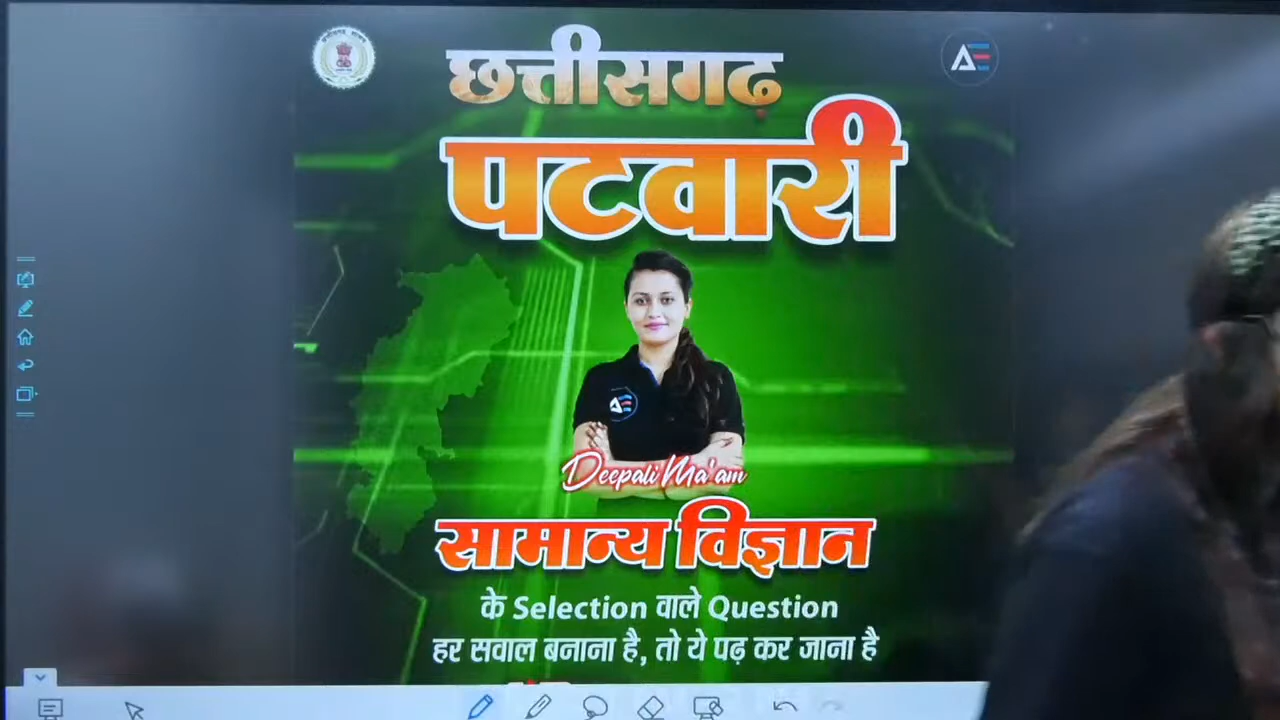 छत्तीसगढ़
पटवारी
Deepali Ma'am
सामान्य विज्ञान
के Selection वाले Question
हर सवाल बनाना है, तो ये पढ़ कर जाना है